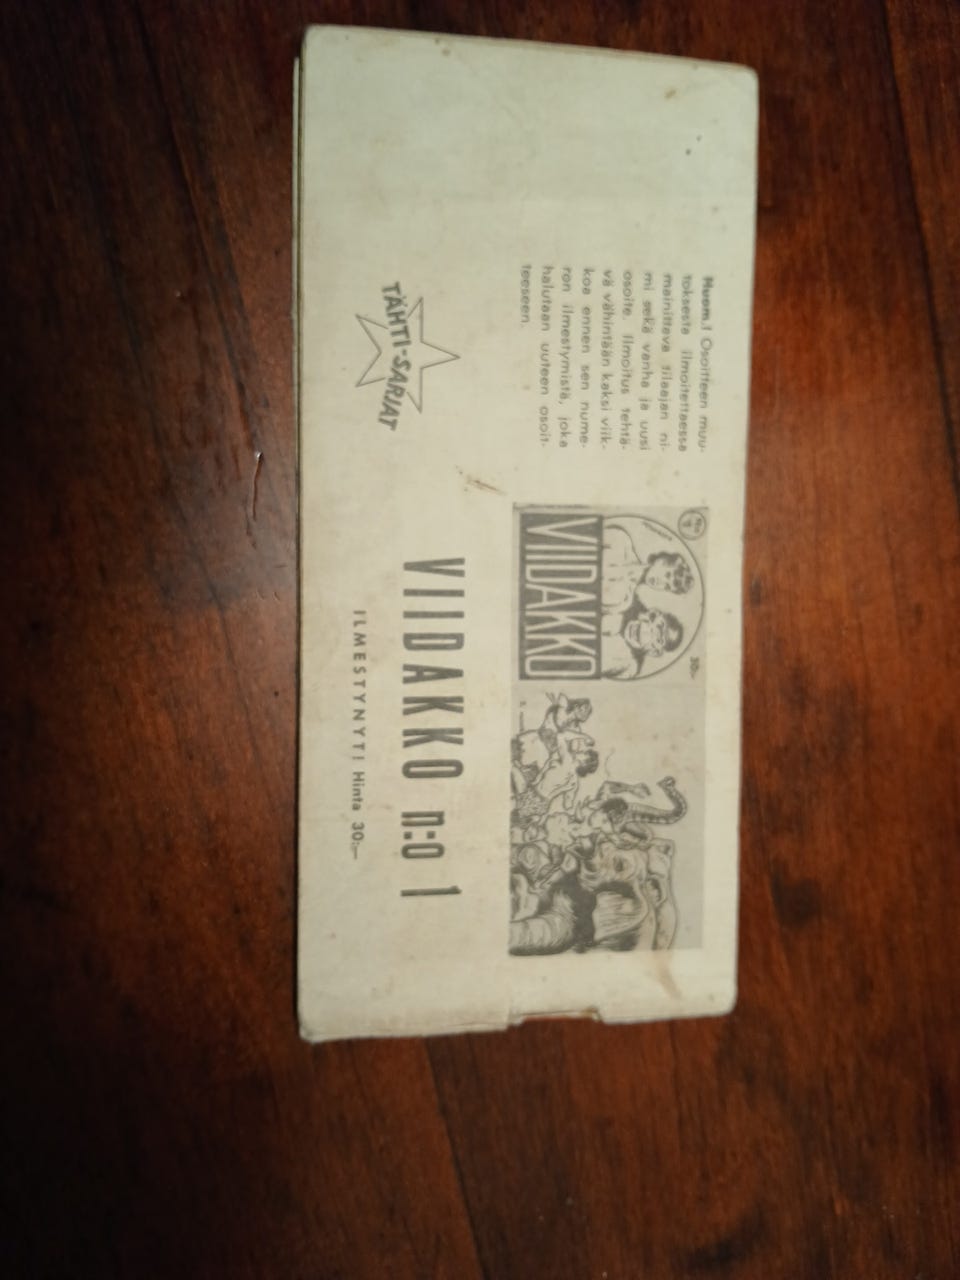 Huom.! Osoitteen muu-
toksesta ilmoitettaessa
mainittava tilaajan ni-
mi sekä vanha ja uusi
osoite. Ilmoitus tehtä-
vä vähintään kaksi viik-
koa ennen sen nume-
ron ilmestymistä, joka
halutaan uuteen osoit-
teeseen.
30:-
VIIDAKKO
TÄHTI-SARJAT
VIIDAKKO n:o 1
ILMESTYNYT! Hinta 30:—